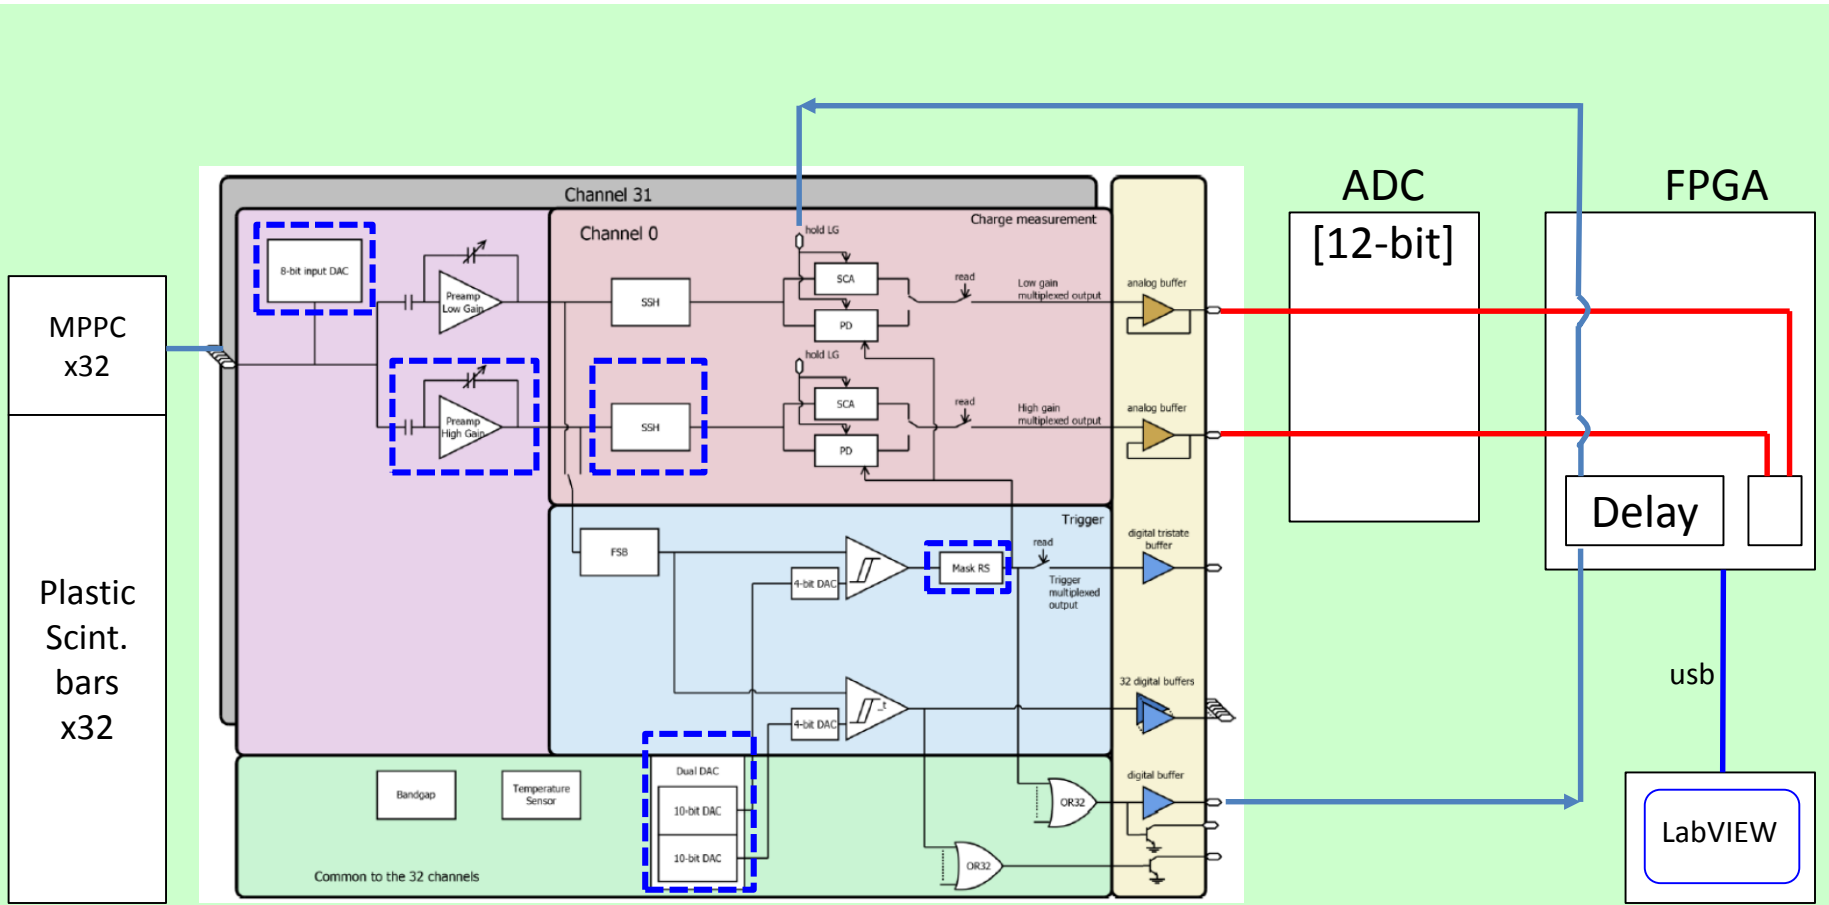 MPPC
x32
Plastic
Scint.
bars
x32
Channel 31
Channel 0
Charge measurement
8-bit input DAC
Preamp
Low Gain
Preamp
High Gain
SSH
SSH
hold LG
SCA
PD
read
Low gain
multiplexed output
hold LG
SCA
PD
read
High gain
multiplexed output
analog buffer
analog buffer
Trigger
FSB
4-bit DAC
Mask RS
read
Trigger
multiplexed
output
digital tristate
buffer
4-bit DAC
_t
32 digital buffers
Dual DAC
10-bit DAC
10-bit DAC
Bandgap
Temperature
Sensor
OR32
OR32
digital buffer
Common to the 32 channels
ADC
[12-bit]
FPGA
Delay
usb
LabVIEW